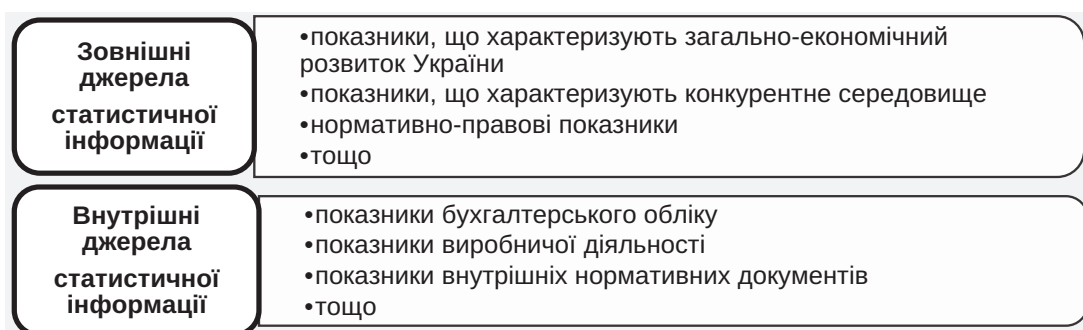 Зовнішні
джерела
статистичної
інформації
•показники, що характеризують загально-економічний
розвиток України
•показники, що характеризують конкурентне середовище
•нормативно-правові показники
•тощо
Внутрішні
джерела
статистичної
інформації
•показники бухгалтерського обліку
•показники виробничої діяльності
•показники внутрішніх нормативних документів
•тощо